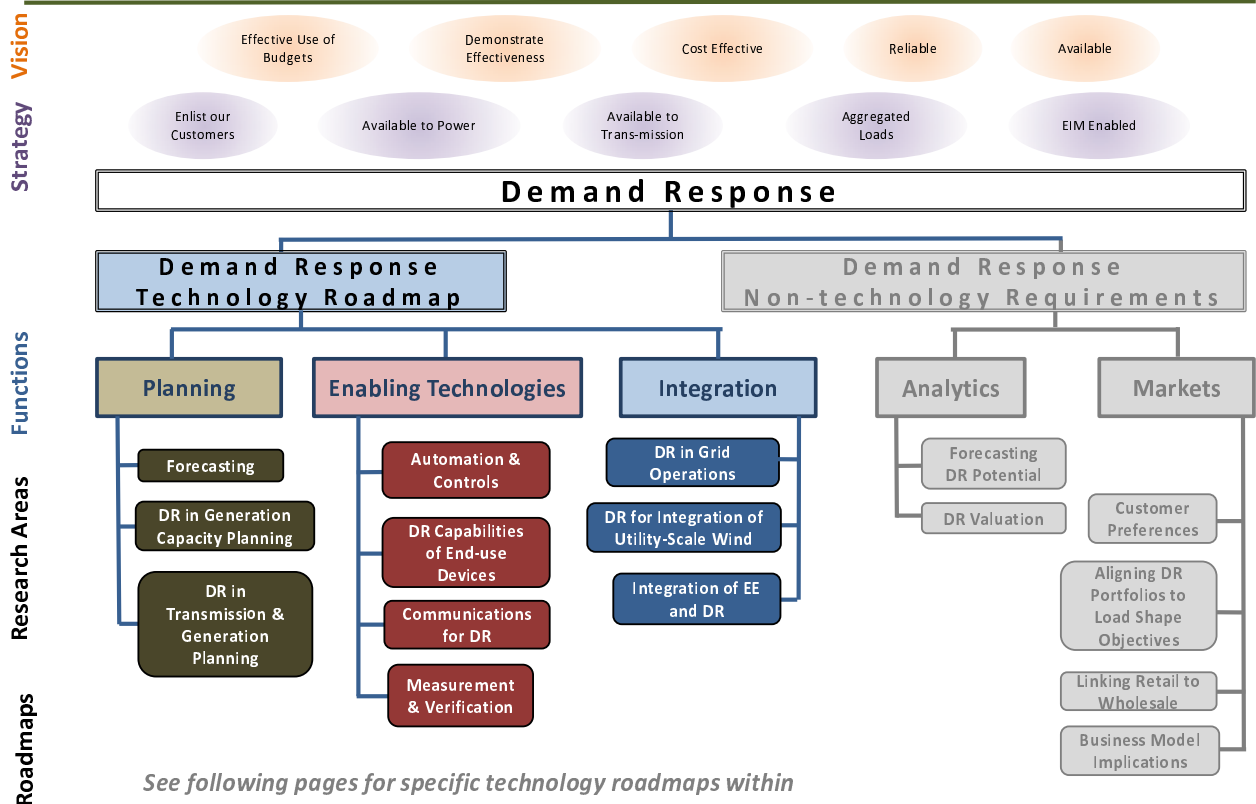 Vision
Effective Use of
Budgets
Demonstrate
Effectiveness
Cost Effective
Reliable
Available
Strategy
Enlist our
Customers
Available to Power
Available to
Trans-mission
Aggregated
Loads
EIM Enabled
Demand Response
Demand Response
Technology Roadmap
Demand Response
Non-technology Requirements
Functions
Planning
Enabling Technologies
Integration
Analytics
Markets
Research Areas
Forecasting
DR in Generation
Capacity Planning
DR in
Transmission &
Generation
Planning
Automation &
Controls
DR Capabilities
of End-use
Devices
Communications
for DR
Measurement
& Verification
DR in Grid
Operations
DR for Integration of
Utility-Scale Wind
Integration of EE
and DR
Forecasting
DR Potential
DR Valuation
Customer
Preferences
Aligning DR
Portfolios to
Load Shape
Objectives
Linking Retail to
Wholesale
Business Model
Implications
Roadmaps
See following pages for specific technology roadmaps within